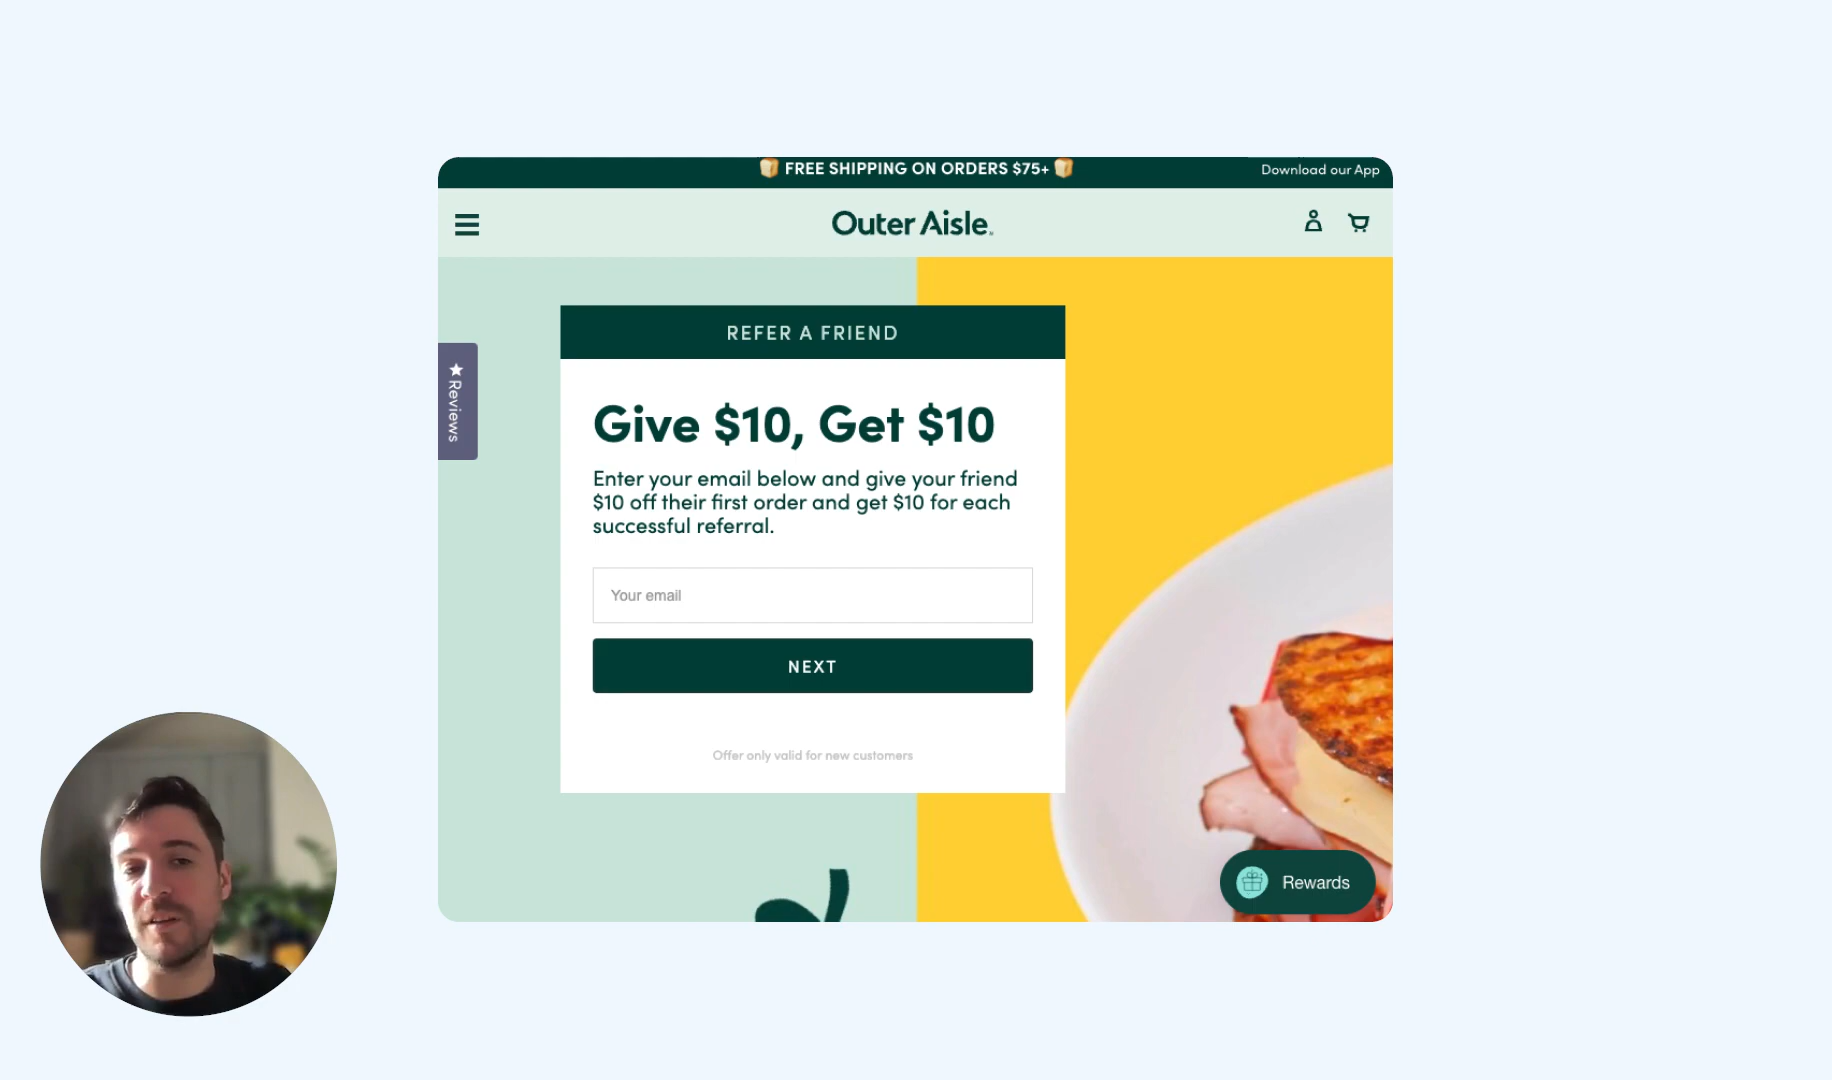 FREE SHIPPING ON ORDERS $75+
Download our App
Outer Aisle
REFER A FRIEND
Reviews
Give $10, Get $10
Enter your email below and give your friend
$10 off their first order and get $10 for each
successful referral.
Your email
NEXT
Offer only valid for new customers
Rewards